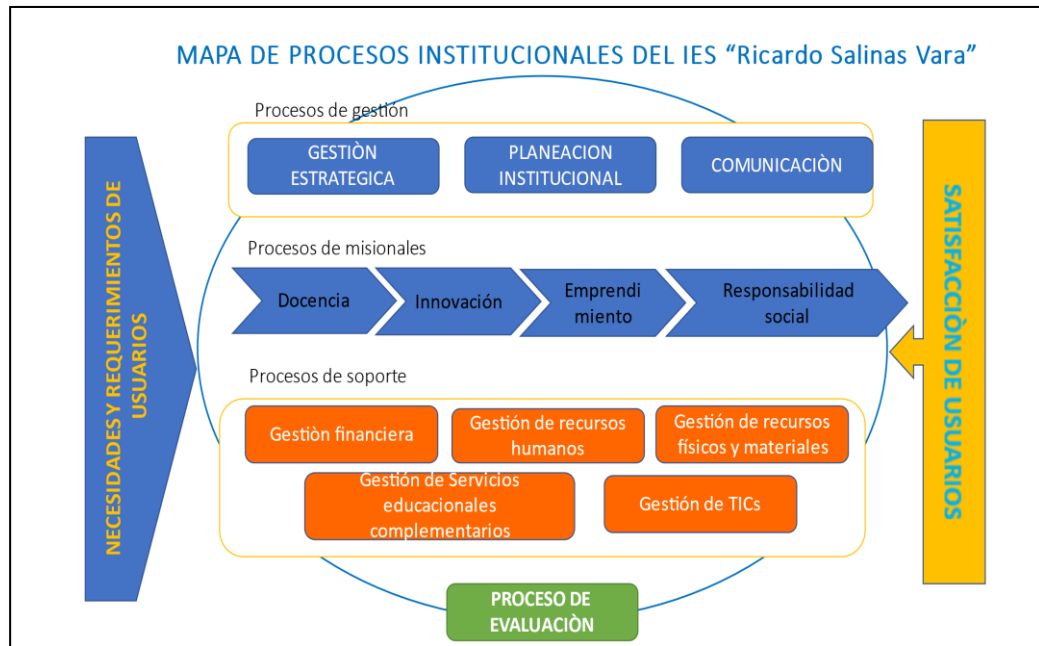 MAPA DE PROCESOS INSTITUCIONALES DEL IES “Ricardo Salinas Vara”
NECESIDADES Y REQUERIMIENTOS DE
USUARIOS
Procesos de gestión
GESTIÒN
ESTRATEGICA
PLANEACION
INSTITUCIONAL
COMUNICACIÒN
Procesos de misionales
Docencia
Innovación
Emprendi
miento
Responsabilidad
social
Procesos de soporte
Gestiòn financiera
Gestión de recursos
humanos
Gestión de recursos
físicos y materiales
Gestión de Servicios
educacionales
complementarios
Gestión de TICs
PROCESO DE
EVALUACIÒN
SATISFACCIÒN DE USUARIOS